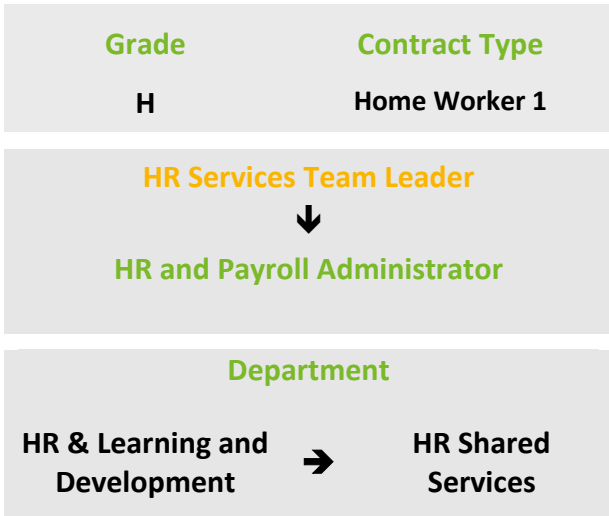 Grade Contract Type
H Home Worker 1
HR Services Team Leader
HR and Payroll Administrator
Department
HR & Learning and Development
HR Shared Services